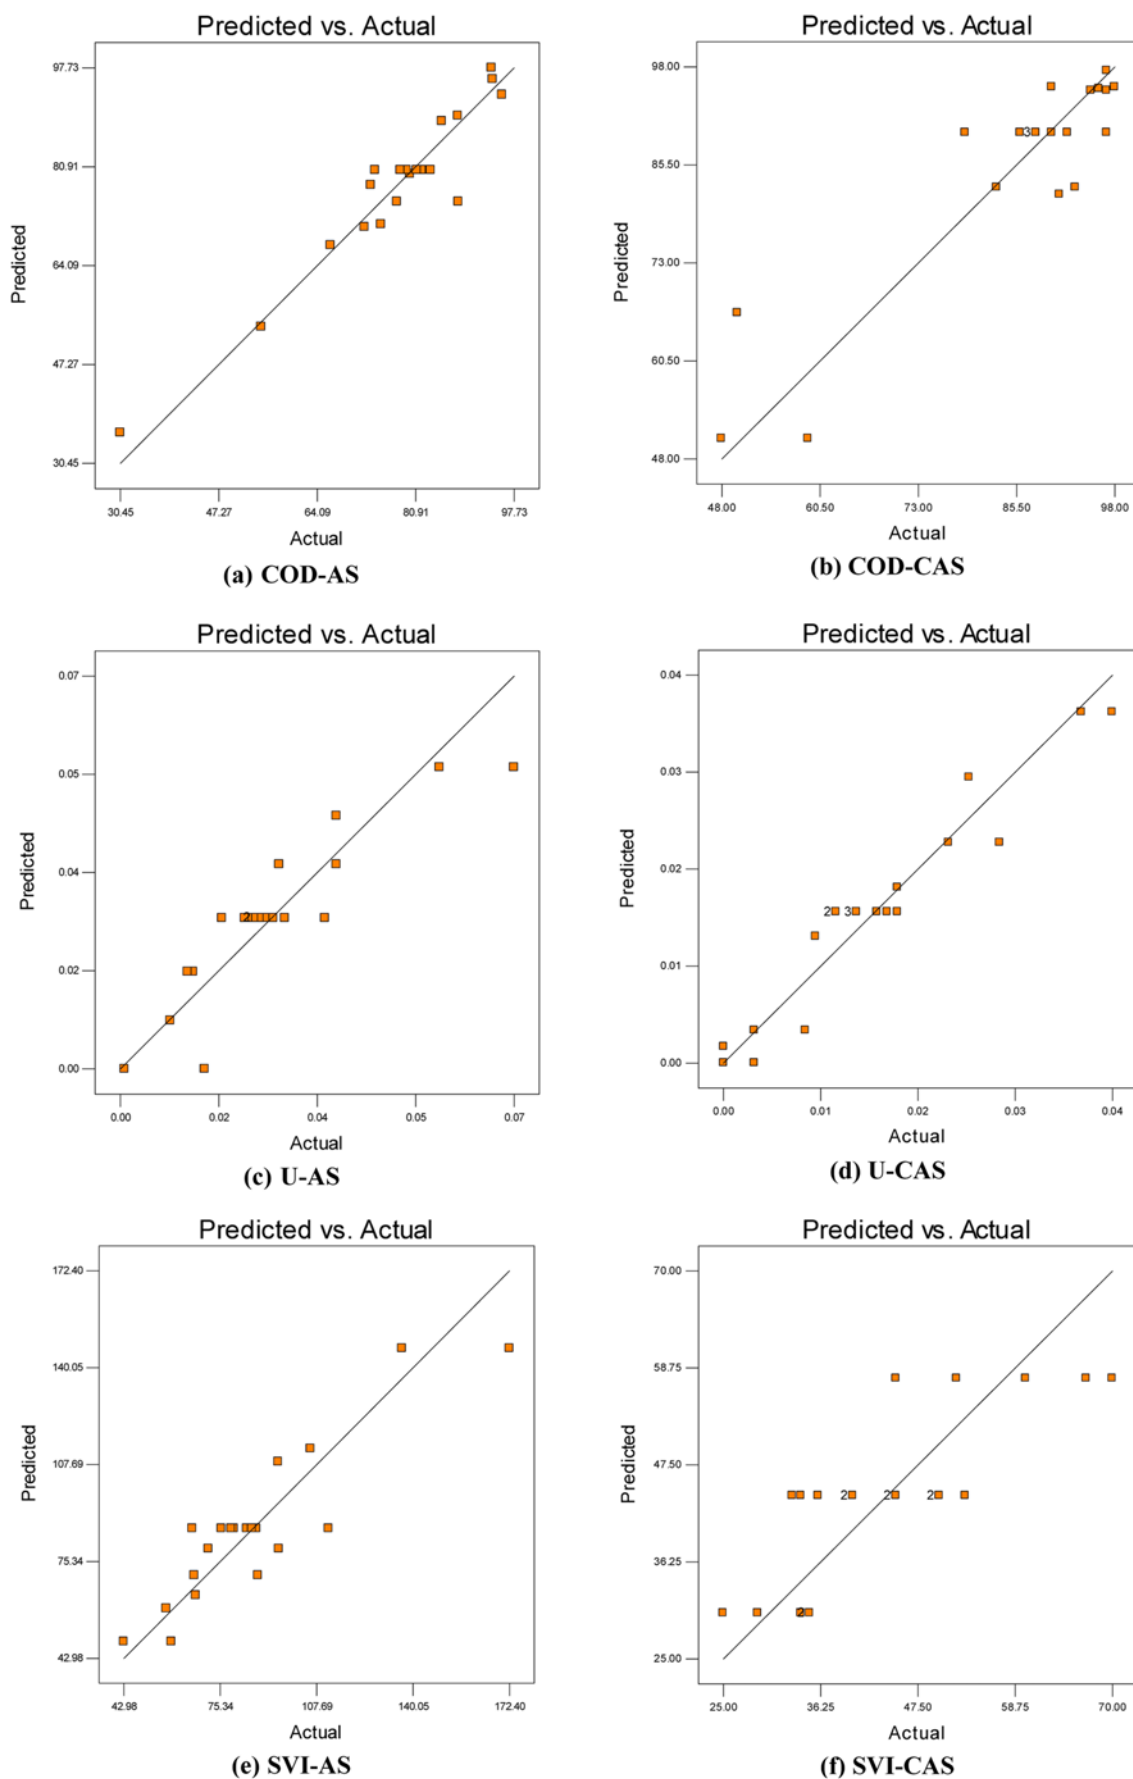 Predicted vs. Actual
97.73
80.91
64.09
47.27
30.45
Predicted
30.45 47.27 64.09 80.91 97.73
Actual
(a) COD-AS
Predicted vs. Actual
98.00
85.50
73.00
60.50
48.00
Predicted
3
48.00 60.50 73.00 85.50 98.00
Actual
(b) COD-CAS
Predicted vs. Actual
0.07
0.05
0.04
0.02
0.00
Predicted
2
0.00 0.02 0.04 0.05 0.07
Actual
(c) U-AS
Predicted vs. Actual
0.04
0.03
0.02
0.01
0.00
Predicted
2 3
0.00 0.01 0.02 0.03 0.04
Actual
(d) U-CAS
Predicted vs. Actual
172.40
140.05
107.69
75.34
42.98
Predicted
42.98 75.34 107.69 140.05 172.40
Actual
(e) SVI-AS
Predicted vs. Actual
70.00
58.75
47.50
36.25
25.00
Predicted
2 2 2
2
25.00 36.25 47.50 58.75 70.00
Actual
(f) SVI-CAS